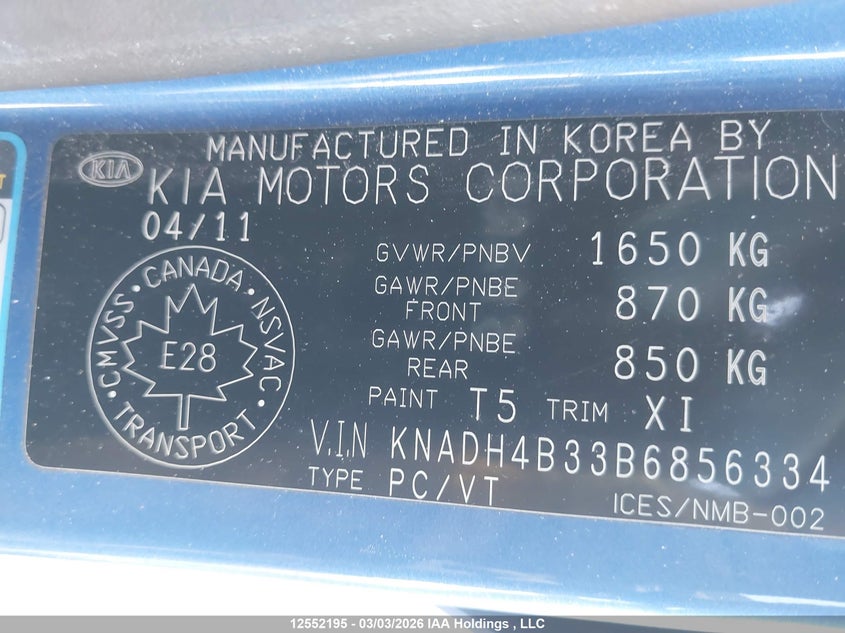 MANUFACTURED IN KOREA BY
KIA
KIA MOTORS CORPORATION
04/11
GVWR/PNBV 1650 KG
GAWR/PNBE FRONT 870 KG
GAWR/PNBE REAR 850 KG
PAINT T5 TRIM XI
V.I.N KNADH4B33B6856334
TYPE PC/VT
ICES/NMB-002
CMVSS · CANADA · NSVAC · TRANSPORT ·
E28
12552195 - 03/03/2026 IAA Holdings , LLC